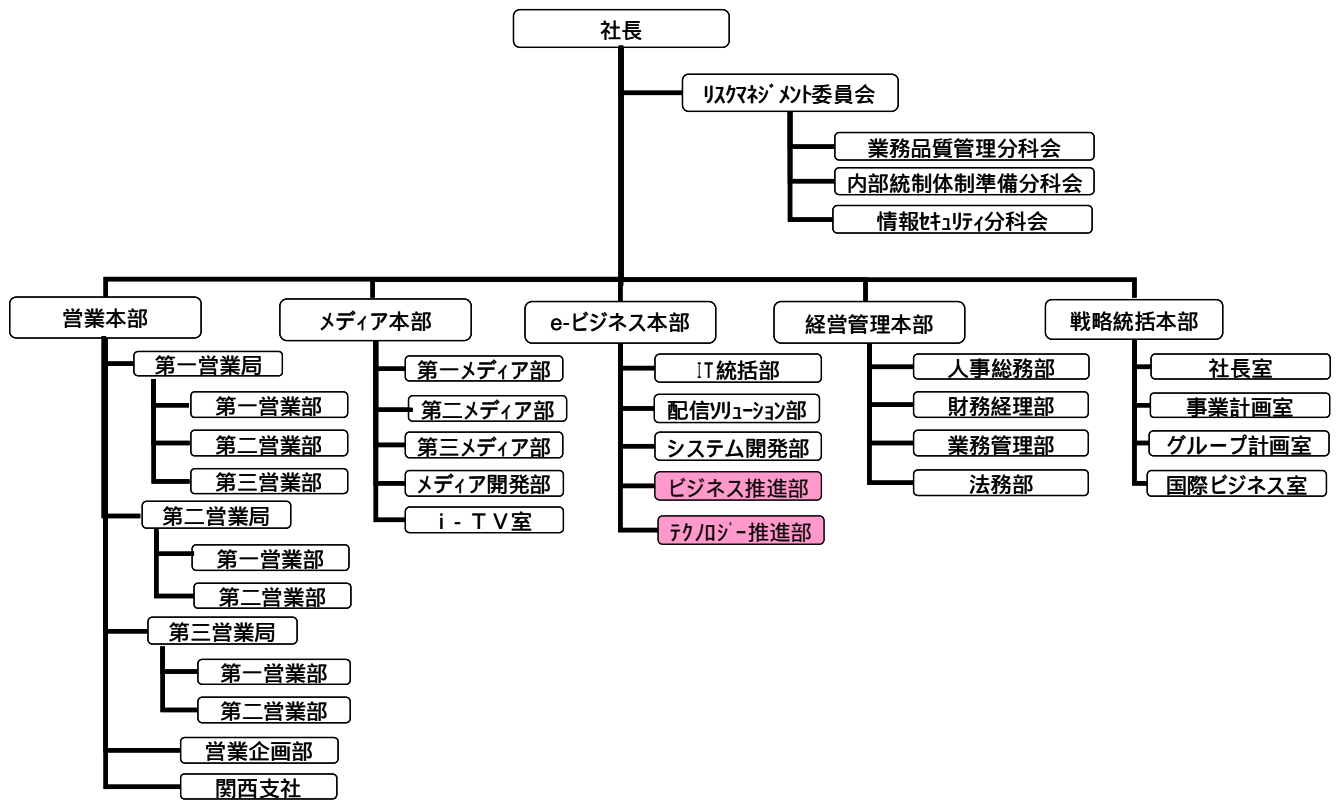 社長
ﾘｽｸﾏﾈｼﾞﾒﾝﾄ委員会
業務品質管理分科会
内部統制体制準備分科会
情報ｾｷｭﾘﾃｨ分科会
営業本部
第一営業局
第一営業部
第二営業部
第三営業部
第二営業局
第一営業部
第二営業部
第三営業局
第一営業部
第二営業部
営業企画部
関西支社
メディア本部
第一メディア部
第二メディア部
第三メディア部
メディア開発部
ｉ‐ＴＶ室
e-ビジネス本部
IT統括部
配信ｿﾘｭｰｼｮﾝ部
システム開発部
ビジネス推進部
ﾃｸﾉﾛｼﾞｰ推進部
経営管理本部
人事総務部
財務経理部
業務管理部
法務部
戦略統括本部
社長室
事業計画室
グループ計画室
国際ビジネス室